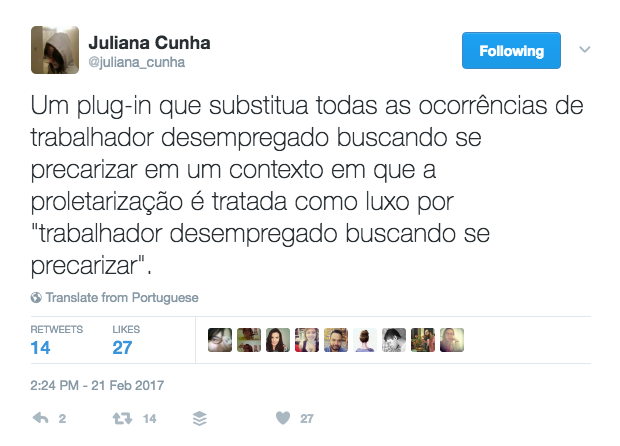 Juliana Cunha
@juliana_cunha
Following
Um plug-in que substitua todas as ocorrências de
trabalhador desempregado buscando se
precarizar em um contexto em que a
proletarização é tratada como luxo por
"trabalhador desempregado buscando se
precarizar".
Translate from Portuguese
RETWEETS LIKES
14 27
2:24 PM - 21 Feb 2017
2 14 27